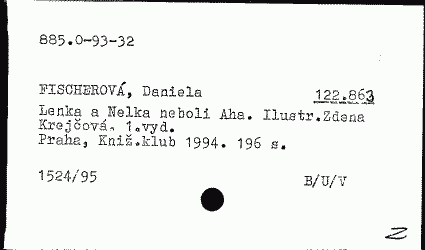 885.0-93-32
FISCHEROVÁ, Daniela
122.863
Lenka a Nelka neboli Aha. Ilustr.Zdena
Krejčová. 1.vyd.
Praha, Kniž.klub 1994. 196 s.
1524/95
B/U/V
Z